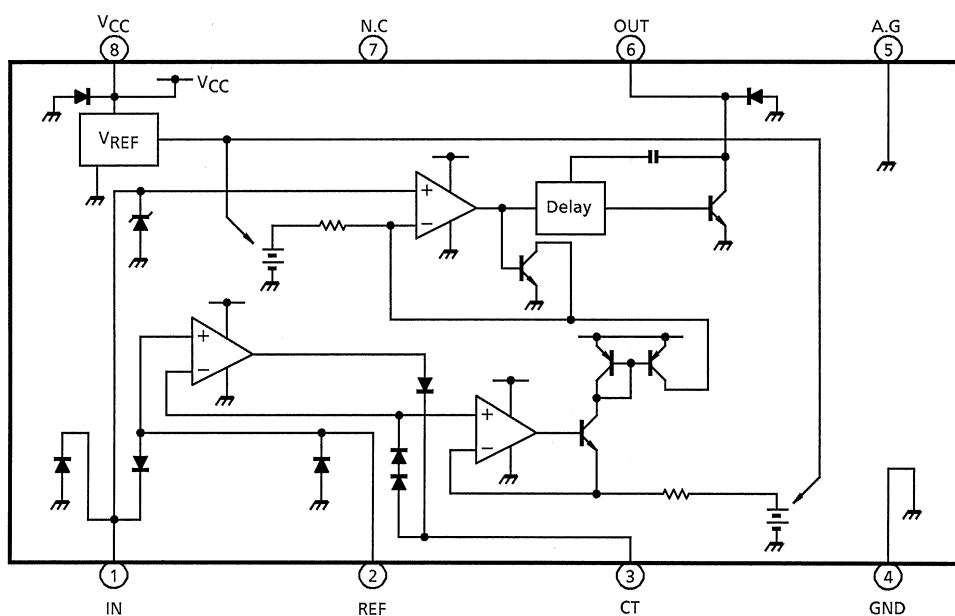 VCC N.C OUT A.G
8 7 6 5
VCC
VREF
+
−
Delay
+
−
+
−
1 2 3 4
IN REF CT GND